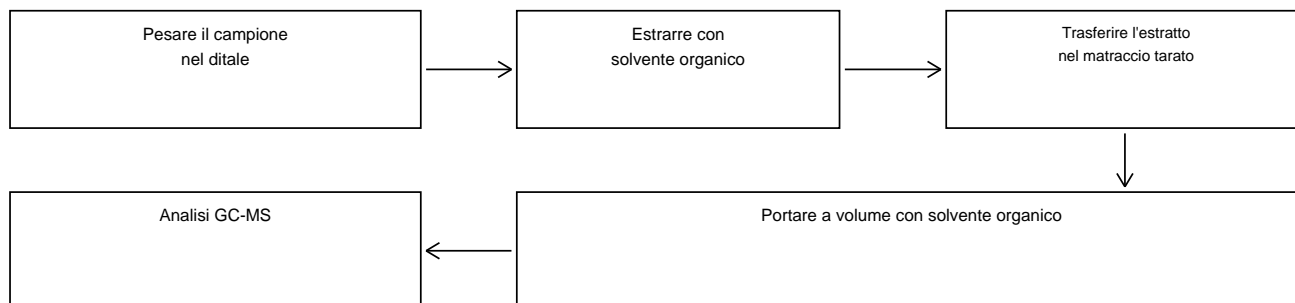 Pesare il campione
nel ditale
Estrarre con
solvente organico
Trasferire l'estratto
nel matraccio tarato
Portare a volume con solvente organico
Analisi GC-MS